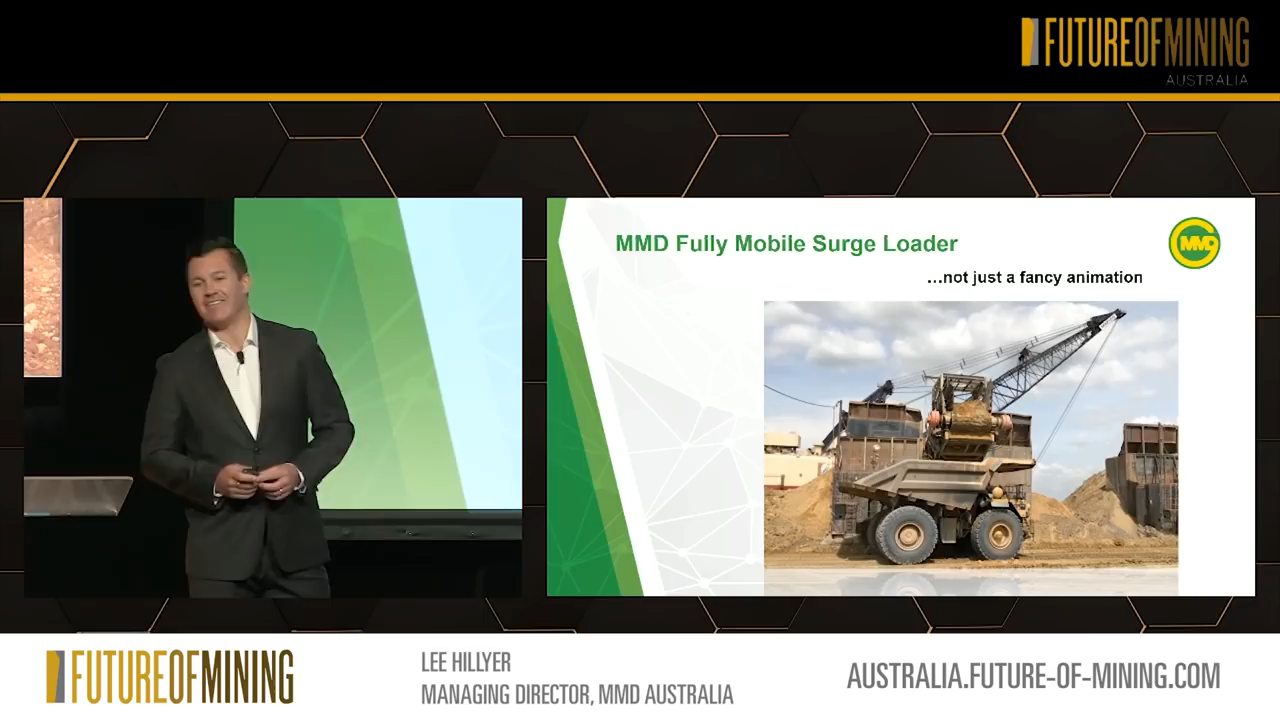 FUTUREOFMINING
AUSTRALIA
MMD Fully Mobile Surge Loader
MMD
...not just a fancy animation
FUTUREOFMINING
LEE HILLYER
MANAGING DIRECTOR, MMD AUSTRALIA
AUSTRALIA.FUTURE-OF-MINING.COM